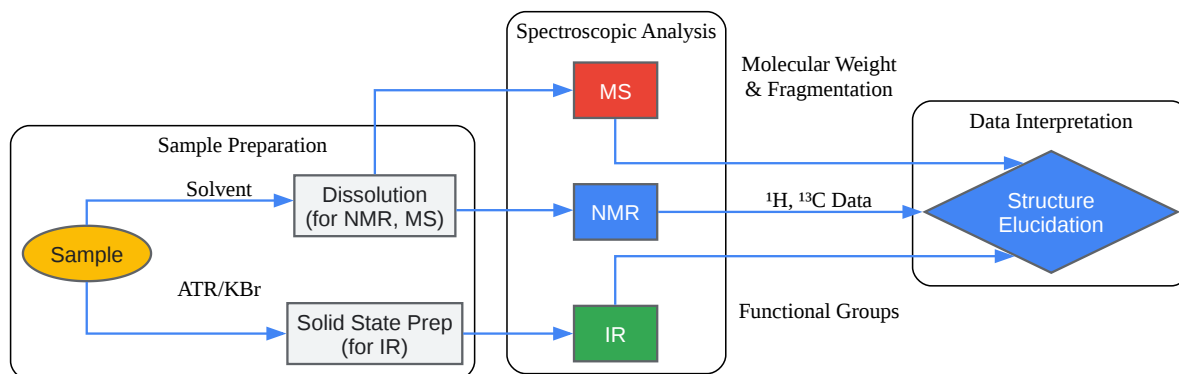 Spectroscopic Analysis
MS
Molecular Weight
& Fragmentation
Data Interpretation
Sample Preparation
Solvent
Dissolution
(for NMR, MS)
NMR
¹H, ¹³C Data
Structure
Elucidation
Sample
ATR/KBr
Solid State Prep
(for IR)
IR
Functional Groups